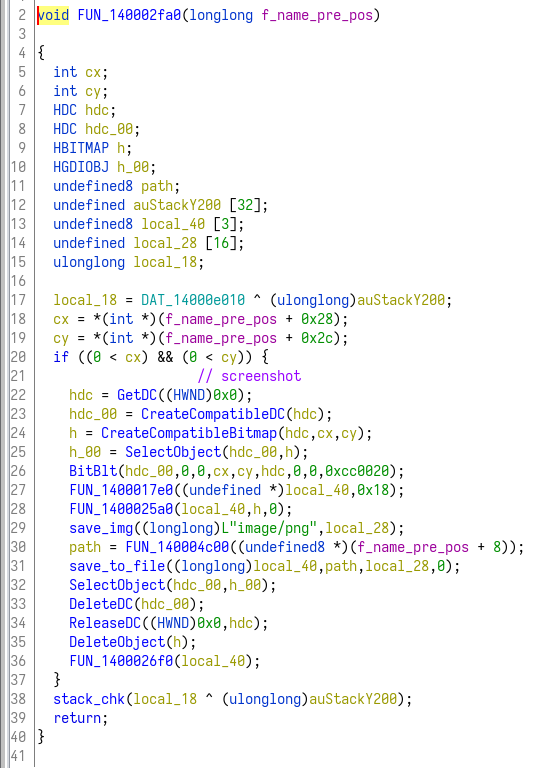 2 void FUN_140002fa0(longlong f_name_pre_pos)
3
4 {
5 int cx;
6 int cy;
7 HDC hdc;
8 HDC hdc_00;
9 HBITMAP h;
10 HGDIOBJ h_00;
11 undefined8 path;
12 undefined auStackY200 [32];
13 undefined8 local_40 [3];
14 undefined local_28 [16];
15 ulonglong local_18;
16
17 local_18 = DAT_14000e010 ^ (ulonglong)auStackY200;
18 cx = *(int *)(f_name_pre_pos + 0x28);
19 cy = *(int *)(f_name_pre_pos + 0x2c);
20 if ((0 < cx) && (0 < cy)) {
21 // screenshot
22 hdc = GetDC((HWND)0x0);
23 hdc_00 = CreateCompatibleDC(hdc);
24 h = CreateCompatibleBitmap(hdc,cx,cy);
25 h_00 = SelectObject(hdc_00,h);
26 BitBlt(hdc_00,0,0,cx,cy,hdc,0,0,0xcc0020);
27 FUN_1400017e0((undefined *)local_40,0x18);
28 FUN_1400025a0(local_40,h,0);
29 save_img((longlong)L"image/png",local_28);
30 path = FUN_140004c00((undefined8 *)(f_name_pre_pos + 8));
31 save_to_file((longlong)local_40,path,local_28,0);
32 SelectObject(hdc_00,h_00);
33 DeleteDC(hdc_00);
34 ReleaseDC((HWND)0x0,hdc);
35 DeleteObject(h);
36 FUN_1400026f0(local_40);
37 }
38 stack_chk(local_18 ^ (ulonglong)auStackY200);
39 return;
40 }
41